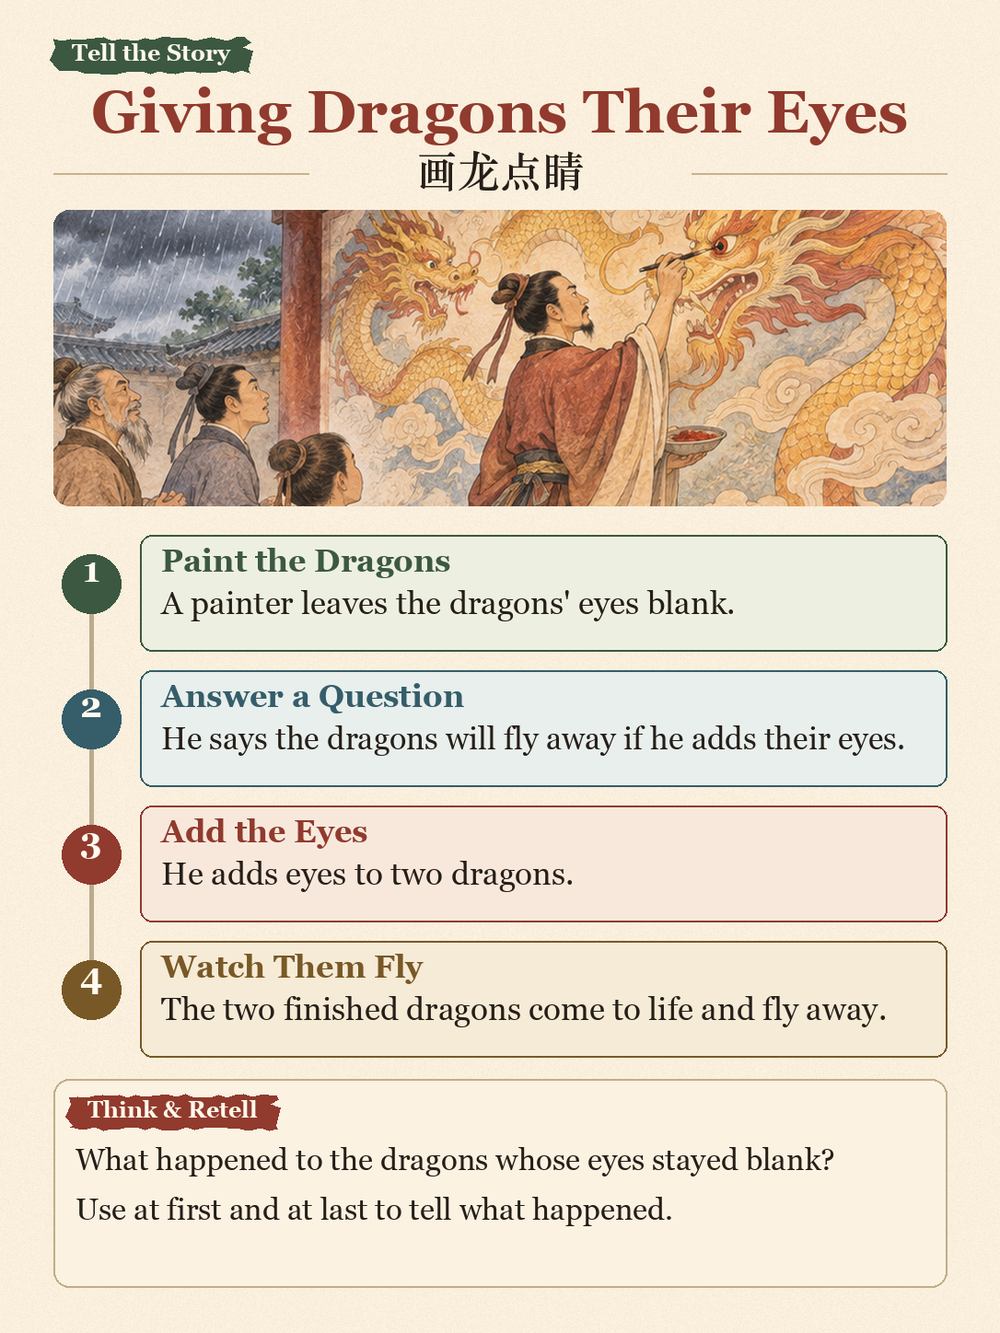 Tell the Story
Giving Dragons Their Eyes
画龙点睛
1
Paint the Dragons
A painter leaves the dragons' eyes blank.
2
Answer a Question
He says the dragons will fly away if he adds their eyes.
3
Add the Eyes
He adds eyes to two dragons.
4
Watch Them Fly
The two finished dragons come to life and fly away.
Think & Retell
What happened to the dragons whose eyes stayed blank?
Use at first and at last to tell what happened.